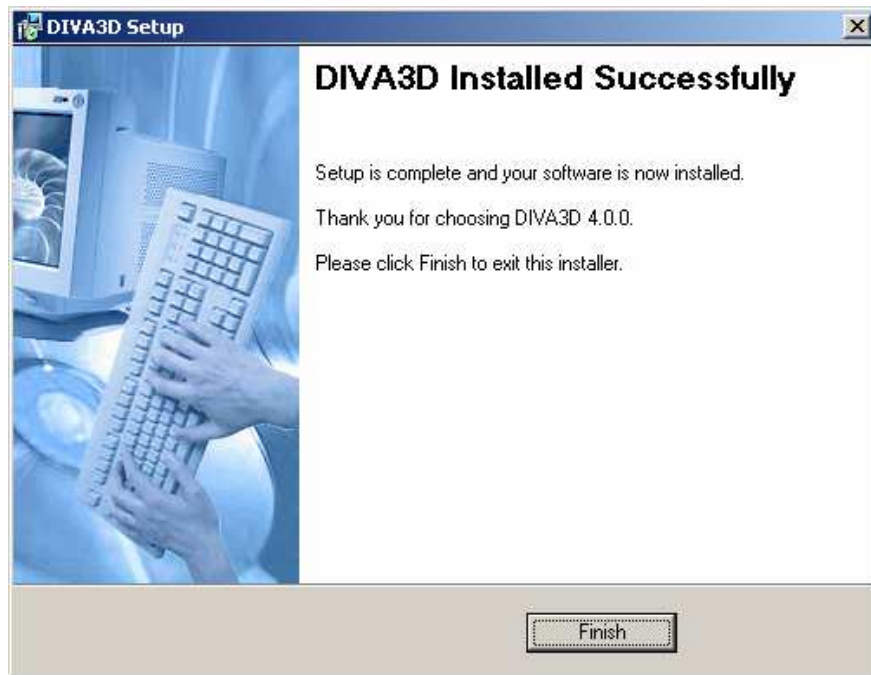 DIVA3D Setup
DIVA3D Installed Successfully
Setup is complete and your software is now installed.
Thank you for choosing DIVA3D 4.0.0.
Please click Finish to exit this installer.
Finish